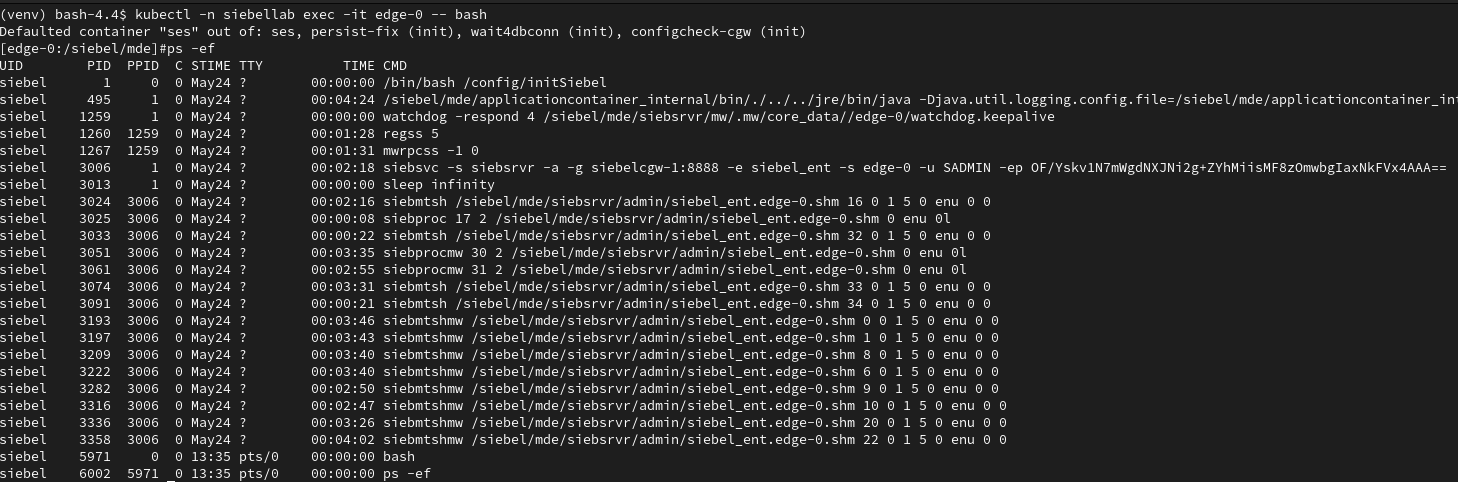 (venv) bash-4.4$ kubectl -n siebellab exec -it edge-0 -- bash
Defaulted container "ses" out of: ses, persist-fix (init), wait4dbconn (init), configcheck-cgw (init)
[edge-0:/siebel/mde]#ps -ef
UID PID PPID C STIME TTY TIME CMD
siebel 1 0 0 May24 ? 00:00:00 /bin/bash /config/initSiebel
siebel 495 1 0 May24 ? 00:04:24 /siebel/mde/applicationcontainer_internal/bin/./../../jre/bin/java -Djava.util.logging.config.file=/siebel/mde/applicationcontainer_int
siebel 1259 1 0 May24 ? 00:00:00 watchdog -respond 4 /siebel/mde/siebsrvr/mw/.mw/core_data//edge-0/watchdog.keepalive
siebel 1260 1259 0 May24 ? 00:01:28 regss 5
siebel 1267 1259 0 May24 ? 00:01:31 mwrpcss -1 0
siebel 3006 1 0 May24 ? 00:02:18 siebsvc -s siebsrvr -a -g siebelcgw-1:8888 -e siebel_ent -s edge-0 -u SADMIN -ep OF/Yskv1N7mWgdNXJNi2g+ZYhMiisMF8zOmwbgIaxNkFVx4AAA==
siebel 3013 1 0 May24 ? 00:00:00 sleep infinity
siebel 3024 3006 0 May24 ? 00:02:16 siebmtsh /siebel/mde/siebsrvr/admin/siebel_ent.edge-0.shm 16 0 1 5 0 enu 0 0
siebel 3025 3006 0 May24 ? 00:00:08 siebproc 17 2 /siebel/mde/siebsrvr/admin/siebel_ent.edge-0.shm 0 enu 0l
siebel 3033 3006 0 May24 ? 00:00:22 siebmtsh /siebel/mde/siebsrvr/admin/siebel_ent.edge-0.shm 32 0 1 5 0 enu 0 0
siebel 3051 3006 0 May24 ? 00:03:35 siebprocmw 30 2 /siebel/mde/siebsrvr/admin/siebel_ent.edge-0.shm 0 enu 0l
siebel 3061 3006 0 May24 ? 00:02:55 siebprocmw 31 2 /siebel/mde/siebsrvr/admin/siebel_ent.edge-0.shm 0 enu 0l
siebel 3074 3006 0 May24 ? 00:03:31 siebmtsh /siebel/mde/siebsrvr/admin/siebel_ent.edge-0.shm 33 0 1 5 0 enu 0 0
siebel 3091 3006 0 May24 ? 00:00:21 siebmtsh /siebel/mde/siebsrvr/admin/siebel_ent.edge-0.shm 34 0 1 5 0 enu 0 0
siebel 3193 3006 0 May24 ? 00:03:46 siebmtshmw /siebel/mde/siebsrvr/admin/siebel_ent.edge-0.shm 0 0 1 5 0 enu 0 0
siebel 3197 3006 0 May24 ? 00:03:43 siebmtshmw /siebel/mde/siebsrvr/admin/siebel_ent.edge-0.shm 1 0 1 5 0 enu 0 0
siebel 3209 3006 0 May24 ? 00:03:40 siebmtshmw /siebel/mde/siebsrvr/admin/siebel_ent.edge-0.shm 8 0 1 5 0 enu 0 0
siebel 3222 3006 0 May24 ? 00:03:40 siebmtshmw /siebel/mde/siebsrvr/admin/siebel_ent.edge-0.shm 6 0 1 5 0 enu 0 0
siebel 3282 3006 0 May24 ? 00:02:50 siebmtshmw /siebel/mde/siebsrvr/admin/siebel_ent.edge-0.shm 9 0 1 5 0 enu 0 0
siebel 3316 3006 0 May24 ? 00:02:47 siebmtshmw /siebel/mde/siebsrvr/admin/siebel_ent.edge-0.shm 10 0 1 5 0 enu 0 0
siebel 3336 3006 0 May24 ? 00:03:26 siebmtshmw /siebel/mde/siebsrvr/admin/siebel_ent.edge-0.shm 20 0 1 5 0 enu 0 0
siebel 3358 3006 0 May24 ? 00:04:02 siebmtshmw /siebel/mde/siebsrvr/admin/siebel_ent.edge-0.shm 22 0 1 5 0 enu 0 0
siebel 5971 0 0 13:35 pts/0 00:00:00 bash
siebel 6002 5971 0 13:35 pts/0 00:00:00 ps -ef